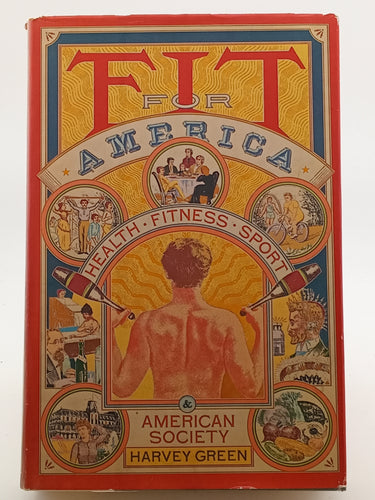 FIT
FOR
AMERICA
HEALTH · FITNESS · SPORT
&
AMERICAN
SOCIETY
HARVEY GREEN